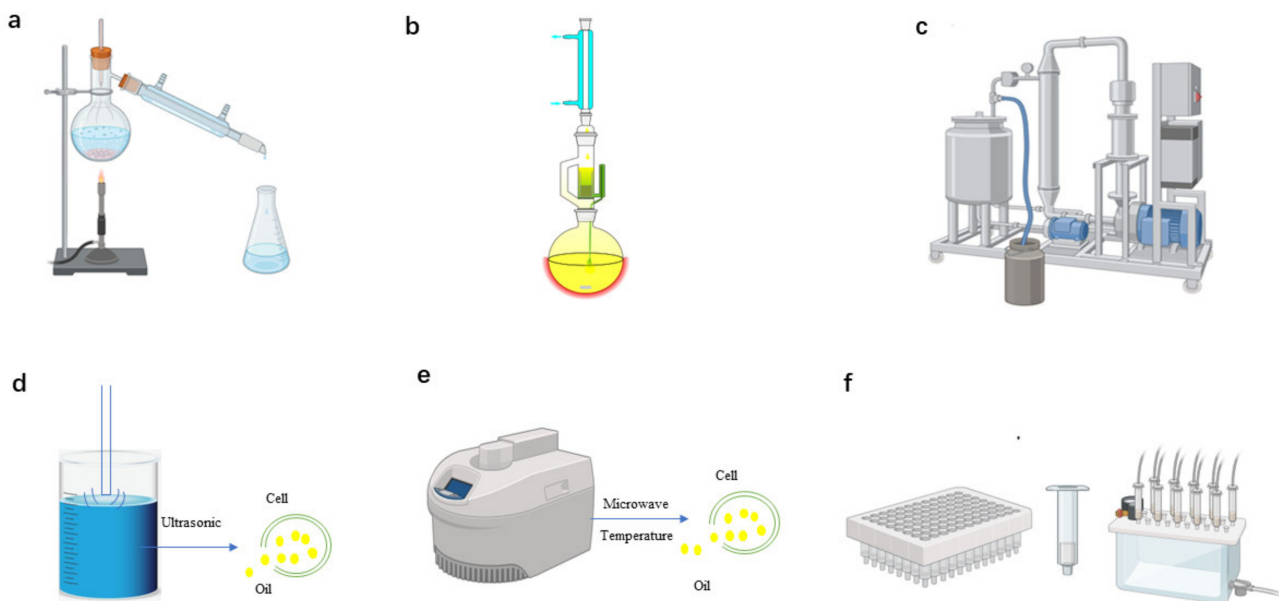 a
b
c
d
Ultrasonic
Cell
Oil
e
Microwave
Temperature
Cell
Oil
f